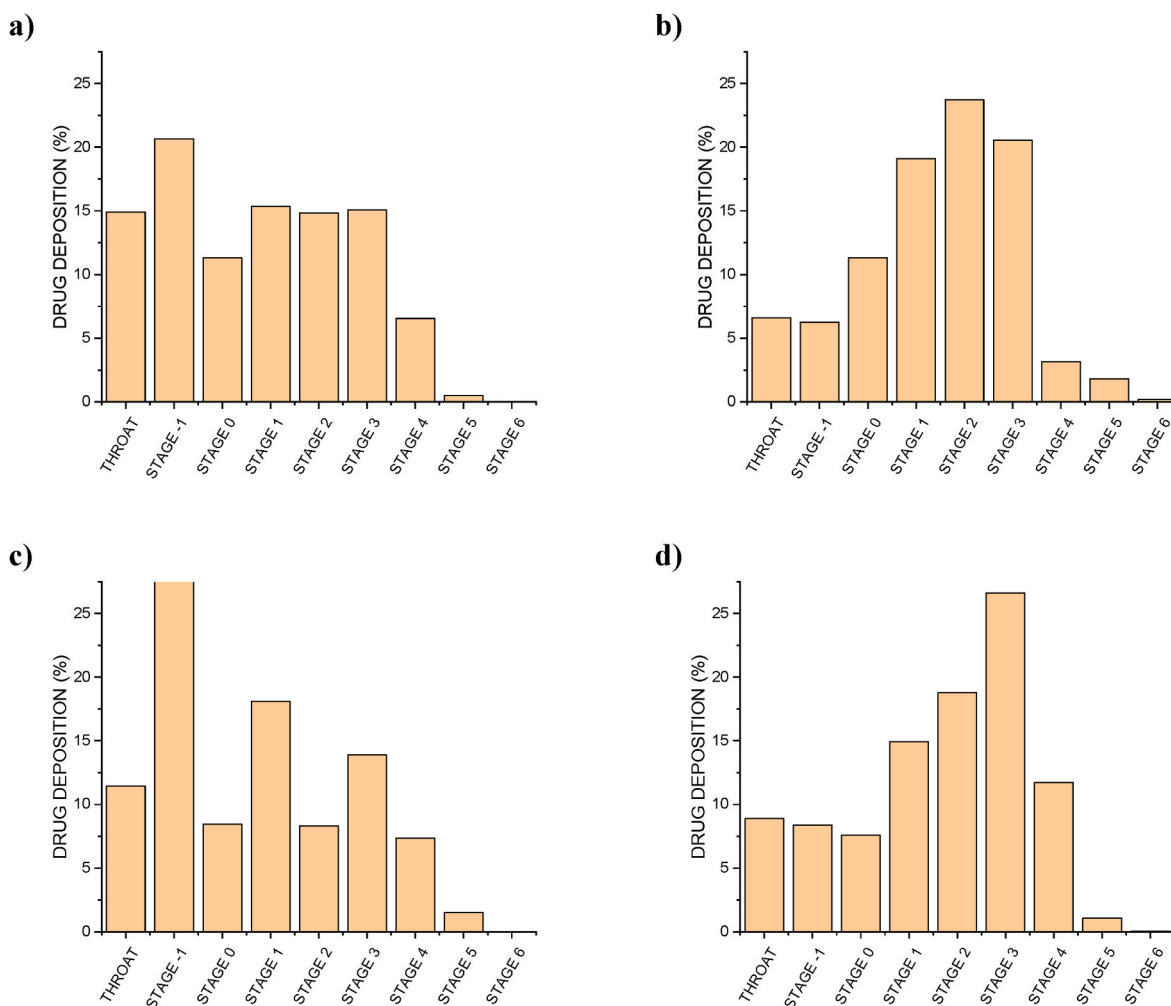 a)
DRUG DEPOSITION (%)
25
20
15
10
5
0
THROAT
STAGE -1
STAGE 0
STAGE 1
STAGE 2
STAGE 3
STAGE 4
STAGE 5
STAGE 6
b)
DRUG DEPOSITION (%)
25
20
15
10
5
0
THROAT
STAGE -1
STAGE 0
STAGE 1
STAGE 2
STAGE 3
STAGE 4
STAGE 5
STAGE 6
c)
DRUG DEPOSITION (%)
25
20
15
10
5
0
THROAT
STAGE -1
STAGE 0
STAGE 1
STAGE 2
STAGE 3
STAGE 4
STAGE 5
STAGE 6
d)
DRUG DEPOSITION (%)
25
20
15
10
5
0
THROAT
STAGE -1
STAGE 0
STAGE 1
STAGE 2
STAGE 3
STAGE 4
STAGE 5
STAGE 6